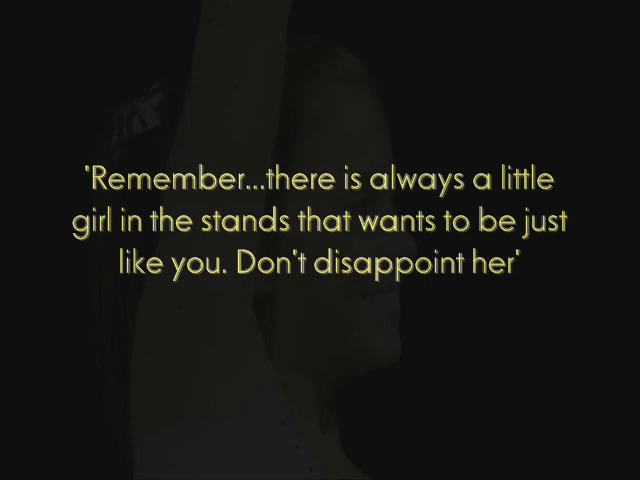 'Remember...there is always a little
girl in the stands that wants to be just
like you. Don't disappoint her'